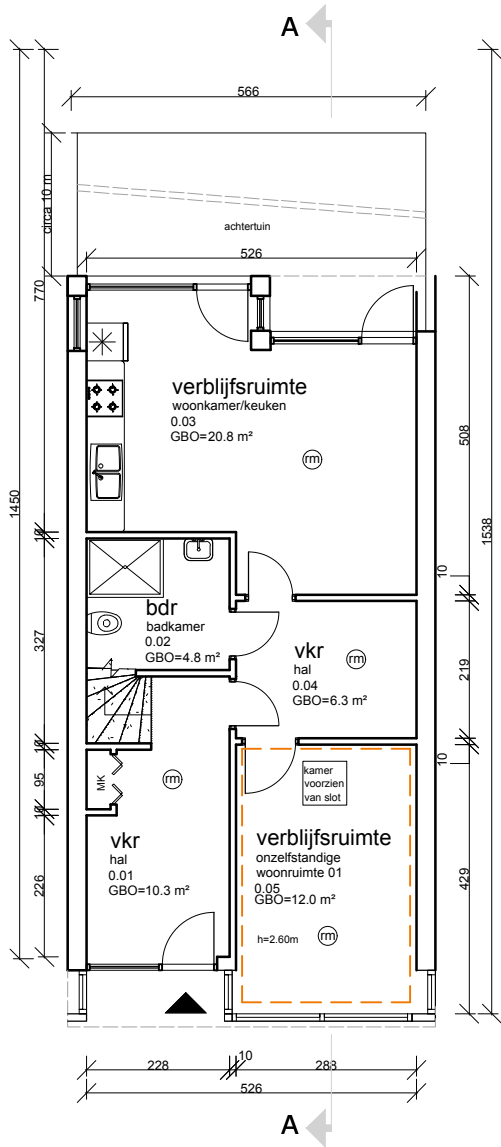 A
566
circa 10 m
achtertuin
526
770
verblijfsruimte
woonkamer/keuken
0.03
GBO=20.8 m²
rm
508
1450
1538
10
10
bdr
badkamer
0.02
GBO=4.8 m²
327
vkr
hal
0.04
GBO=6.3 m²
rm
219
10
10
MK
rm
95
10
kamer
voorzien
van slot
vkr
hal
0.01
GBO=10.3 m²
226
verblijfsruimte
onzelfstandige
woonruimte 01
0.05
GBO=12.0 m²
h=2.60m
rm
429
228
10
288
526
A